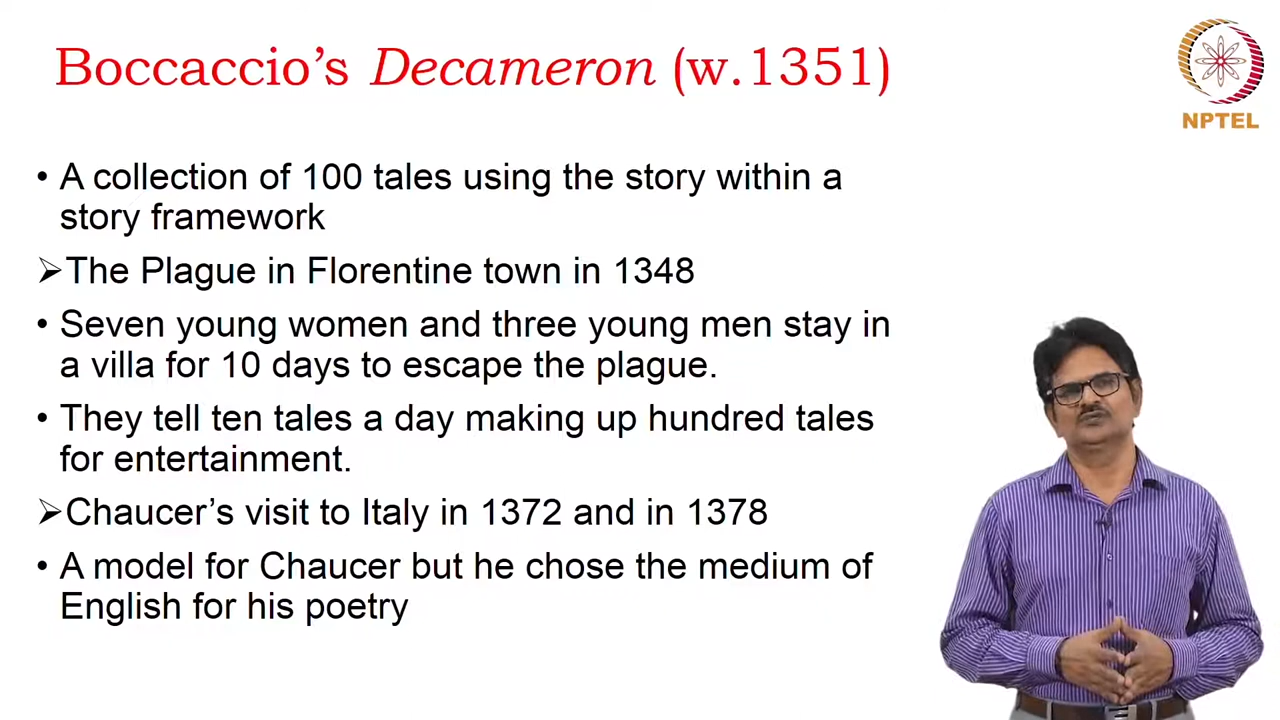 Boccaccio’s Decameron (w.1351)
NPTEL
• A collection of 100 tales using the story within a
story framework
➢The Plague in Florentine town in 1348
• Seven young women and three young men stay in
a villa for 10 days to escape the plague.
• They tell ten tales a day making up hundred tales
for entertainment.
➢Chaucer’s visit to Italy in 1372 and in 1378
• A model for Chaucer but he chose the medium of
English for his poetry